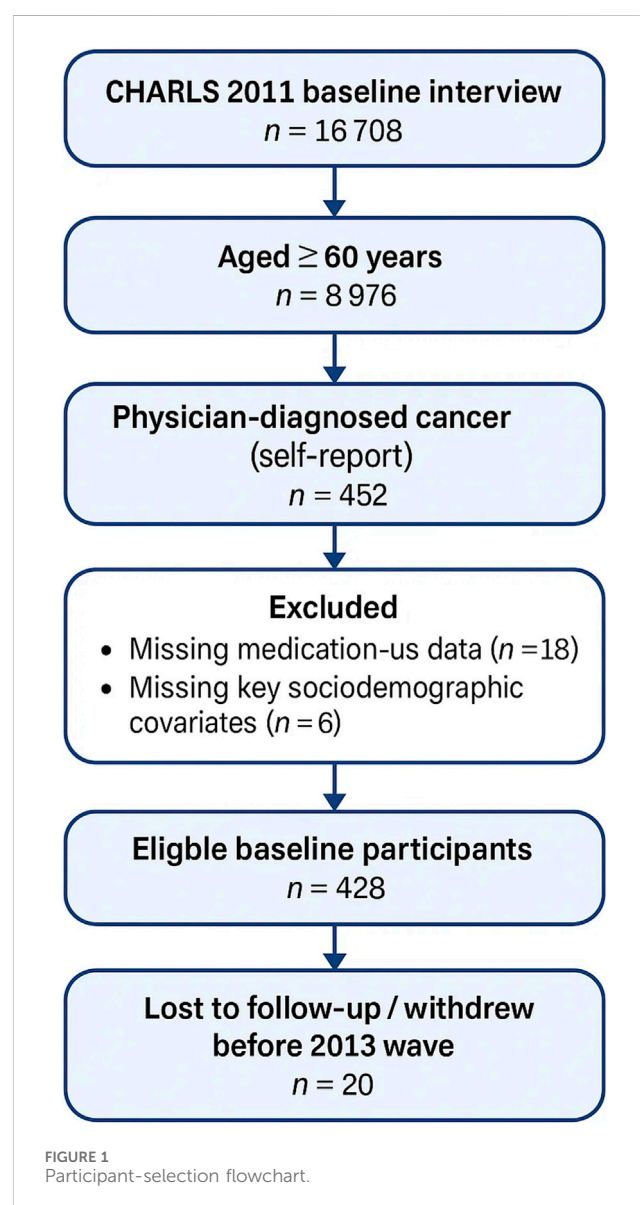 CHARLS 2011 baseline interview
n = 16 708
Aged ≥ 60 years
n = 8 976
Physician-diagnosed cancer
(self-report)
n = 452
Excluded
• Missing medication-us data (n =18)
• Missing key sociodemographic
covariates (n = 6)
Eligble baseline participants
n = 428
Lost to follow-up / withdrew
before 2013 wave
n = 20
FIGURE 1
Participant-selection flowchart.